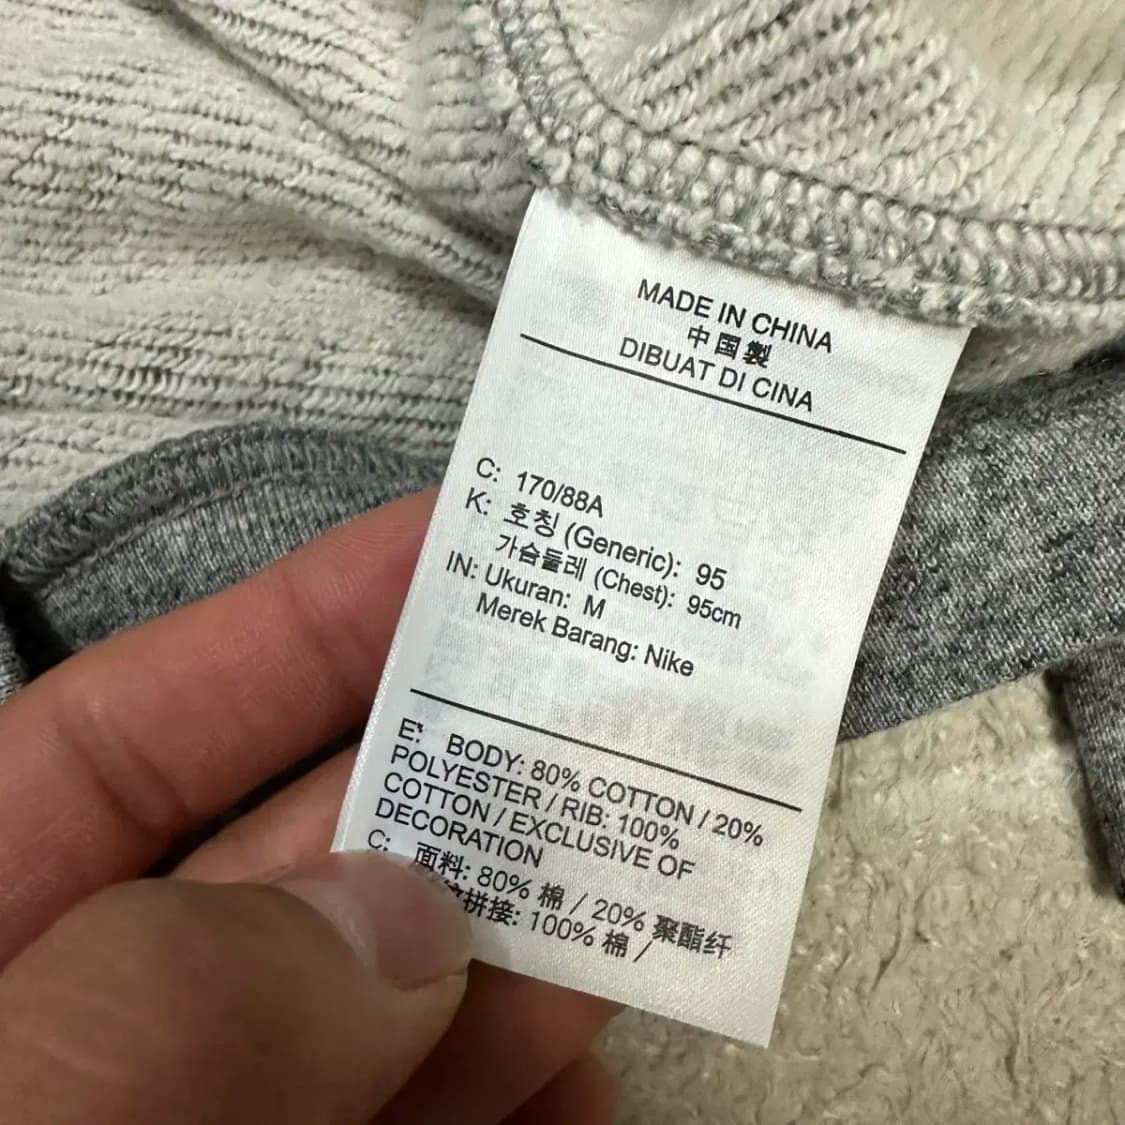 MADE IN CHINA
中国製
DIBUAT DI CINA
C: 170/88A
K: 호칭 (Generic): 95
가슴둘레 (Chest): 95cm
IN: Ukuran: M
Merek Barang: Nike
E: BODY: 80% COTTON / 20%
POLYESTER / RIB: 100%
COTTON / EXCLUSIVE OF
DECORATION
C: 面料: 80% 棉 / 20% 聚酯纤
拼接: 100% 棉 /